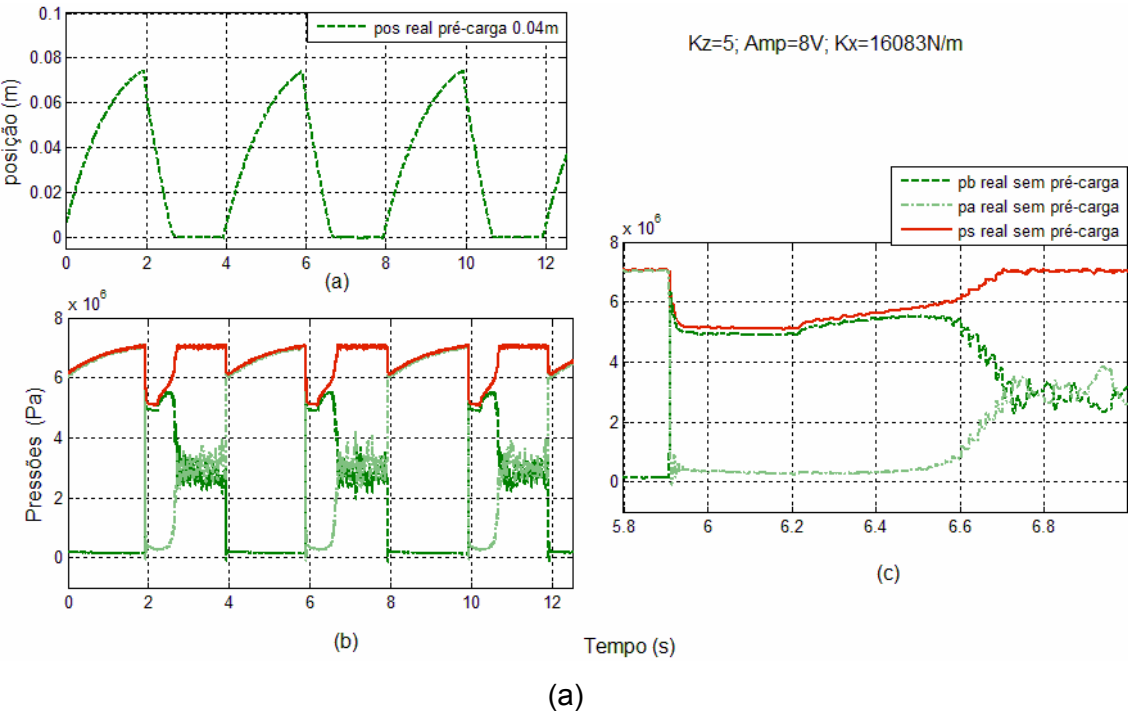 pos real pré-carga 0.04m
Kz=5; Amp=8V; Kx=16083N/m
posição (m)
0.1
0.08
0.06
0.04
0.02
0
0 2 4 6 8 10 12
(a)
x 10^6
Pressões (Pa)
8
6
4
2
0
0 2 4 6 8 10 12
(b)
pb real sem pré-carga
pa real sem pré-carga
ps real sem pré-carga
x 10^6
8
6
4
2
0
5.8 6 6.2 6.4 6.6 6.8
(c)
Tempo (s)
(a)